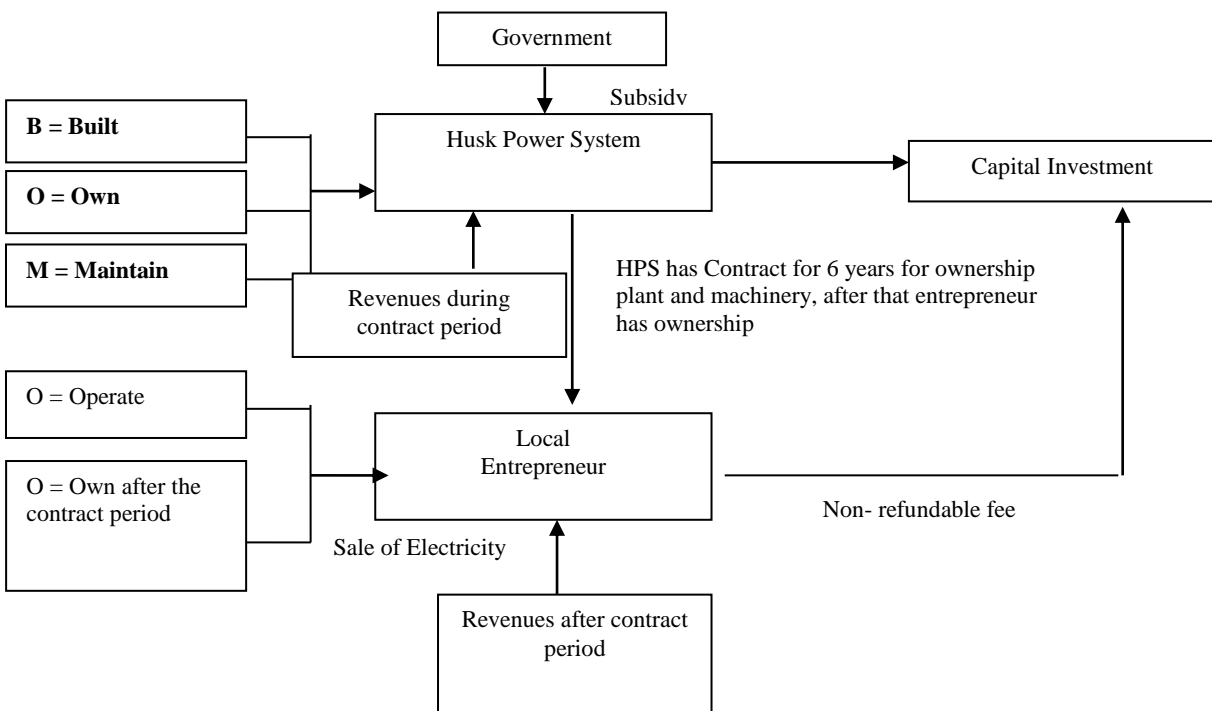 Government
Subsidv
B = Built
Husk Power System
Capital Investment
O = Own
M = Maintain
HPS has Contract for 6 years for ownership
plant and machinery, after that entrepreneur
has ownership
Revenues during
contract period
O = Operate
Local
Entrepreneur
O = Own after the
contract period
Non- refundable fee
Sale of Electricity
Revenues after contract
period